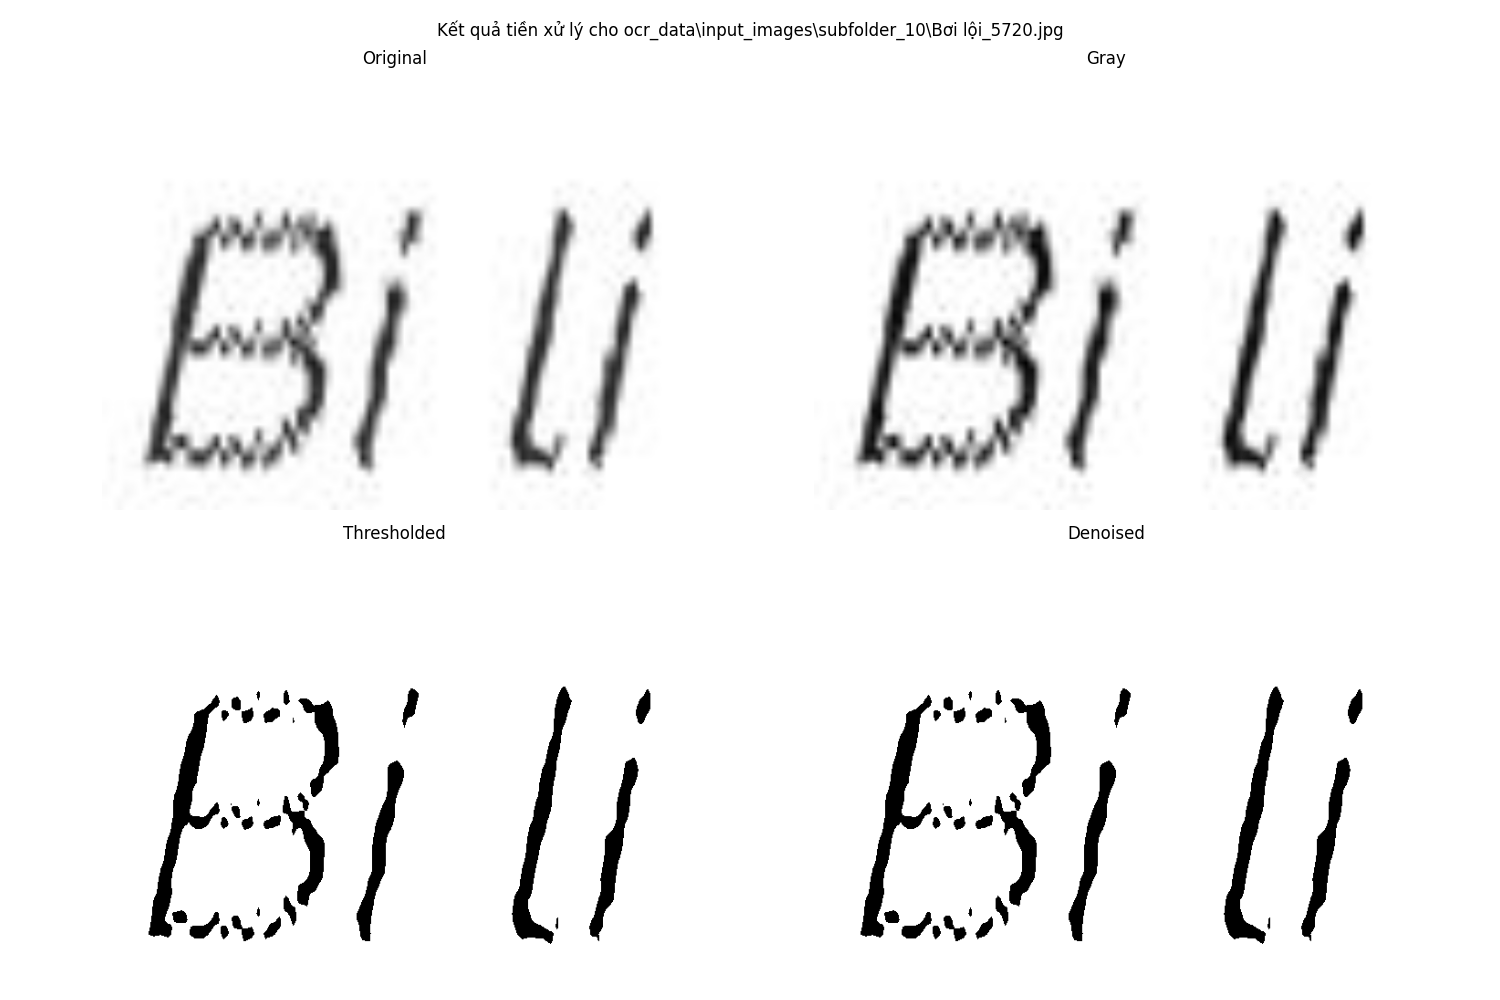 Kết quả tiền xử lý cho ocr_data\input_images\subfolder_10\Bơi lội_5720.jpg
Original
Gray
Bi li
Bi li
Thresholded
Denoised
Bi li
Bi li